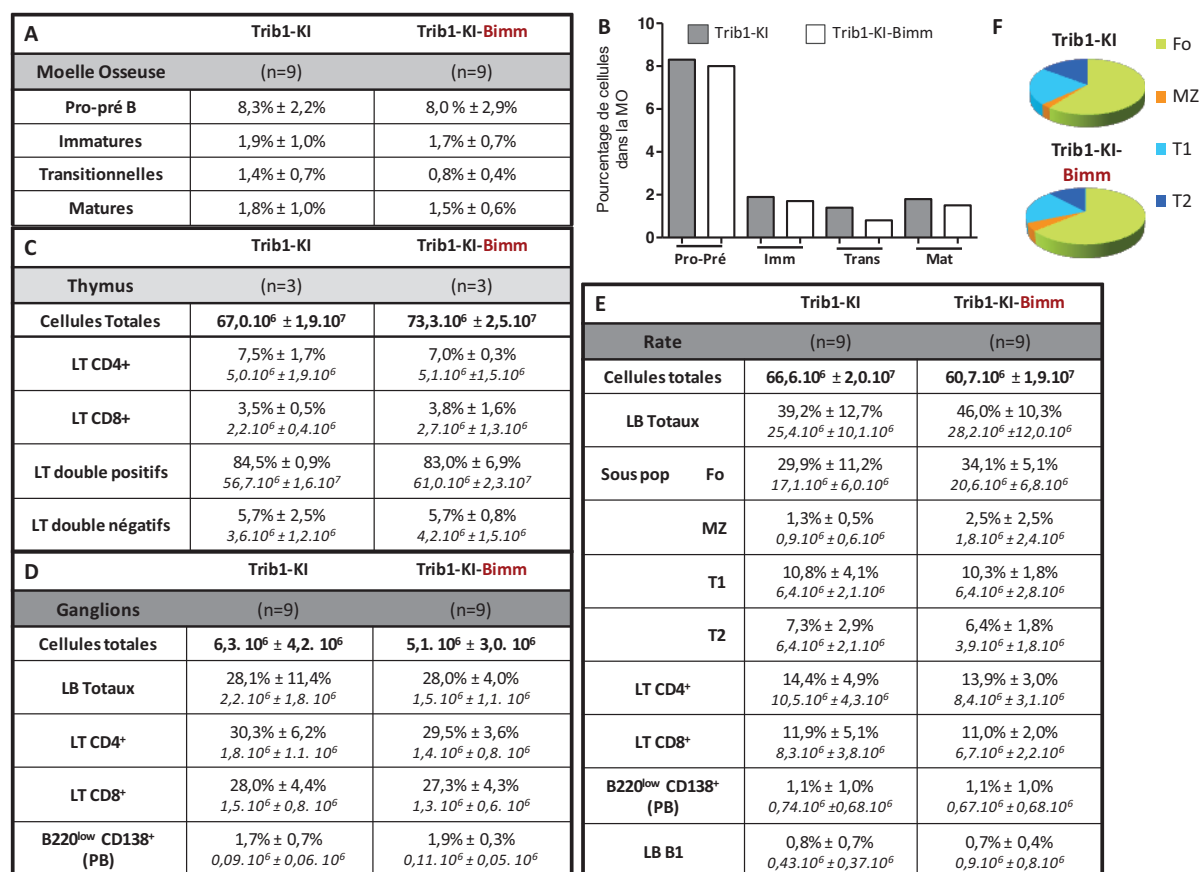 A Trib1-KI Trib1-KI-Bimm
Moelle Osseuse (n=9) (n=9)
Pro-pré B 8,3% ± 2,2% 8,0 % ± 2,9%
Immatures 1,9% ± 1,0% 1,7% ± 0,7%
Transitionnelles 1,4% ± 0,7% 0,8% ± 0,4%
Matures 1,8% ± 1,0% 1,5% ± 0,6%
B
Trib1-KI Trib1-KI-Bimm
Pourcentage de cellules
dans la MO
10
8
6
4
2
0
Pro-Pré Imm Trans Mat
F
Trib1-KI
Trib1-KI-
Bimm
Fo
MZ
T1
T2
C Trib1-KI Trib1-KI-Bimm
Thymus (n=3) (n=3)
Cellules Totales 67,0.10⁶ ± 1,9.10⁷ 73,3.10⁶ ± 2,5.10⁷
LT CD4+ 7,5% ± 1,7% 7,0% ± 0,3%
5,0.10⁶ ± 1,9.10⁶ 5,1.10⁶ ±1,5.10⁶
LT CD8+ 3,5% ± 0,5% 3,8% ± 1,6%
2,2.10⁶ ± 0,4.10⁶ 2,7.10⁶ ± 1,3.10⁶
LT double positifs 84,5% ± 0,9% 83,0% ± 6,9%
56,7.10⁶ ± 1,6.10⁷ 61,0.10⁶ ± 2,3.10⁷
LT double négatifs 5,7% ± 2,5% 5,7% ± 0,8%
3,6.10⁶ ± 1,2.10⁶ 4,2.10⁶ ± 1,5.10⁶
D Trib1-KI Trib1-KI-Bimm
Ganglions (n=9) (n=9)
Cellules totales 6,3. 10⁶ ± 4,2. 10⁶ 5,1. 10⁶ ± 3,0. 10⁶
LB Totaux 28,1% ± 11,4% 28,0% ± 4,0%
2,2. 10⁶ ± 1,8. 10⁶ 1,5. 10⁶ ± 1,1. 10⁶
LT CD4⁺ 30,3% ± 6,2% 29,5% ± 3,6%
1,8. 10⁶ ± 1.1. 10⁶ 1,4. 10⁶ ± 0,8. 10⁶
LT CD8⁺ 28,0% ± 4,4% 27,3% ± 4,3%
1,5. 10⁶ ± 0,8. 10⁶ 1,3. 10⁶ ± 0,6. 10⁶
B220ˡᵒʷ CD138⁺ 1,7% ± 0,7% 1,9% ± 0,3%
(PB) 0,09. 10⁶ ± 0,06. 10⁶ 0,11. 10⁶ ± 0,05. 10⁶
E Trib1-KI Trib1-KI-Bimm
Rate (n=9) (n=9)
Cellules totales 66,6.10⁶ ± 2,0.10⁷ 60,7.10⁶ ± 1,9.10⁷
LB Totaux 39,2% ± 12,7% 46,0% ± 10,3%
25,4.10⁶ ± 10,1.10⁶ 28,2.10⁶ ±12,0.10⁶
Sous pop Fo 29,9% ± 11,2% 34,1% ± 5,1%
17,1.10⁶ ± 6,0.10⁶ 20,6.10⁶ ± 6,8.10⁶
MZ 1,3% ± 0,5% 2,5% ± 2,5%
0,9.10⁶ ± 0,6.10⁶ 1,8.10⁶ ± 2,4.10⁶
T1 10,8% ± 4,1% 10,3% ± 1,8%
6,4.10⁶ ± 2,1.10⁶ 6,4.10⁶ ± 2,8.10⁶
T2 7,3% ± 2,9% 6,4% ± 1,8%
6,4.10⁶ ± 2,1.10⁶ 3,9.10⁶ ± 1,8.10⁶
LT CD4⁺ 14,4% ± 4,9% 13,9% ± 3,0%
10,5.10⁶ ± 4,3.10⁶ 8,4.10⁶ ± 3,1.10⁶
LT CD8⁺ 11,9% ± 5,1% 11,0% ± 2,0%
8,3.10⁶ ± 3,8.10⁶ 6,7.10⁶ ± 2,2.10⁶
B220ˡᵒʷ CD138⁺ 1,1% ± 1,0% 1,1% ± 1,0%
(PB) 0,74.10⁶ ±0,68.10⁶ 0,67.10⁶ ± 0,68.10⁶
LB B1 0,8% ± 0,7% 0,7% ± 0,4%
0,43.10⁶ ± 0,37.10⁶ 0,9.10⁶ ± 0,8.10⁶